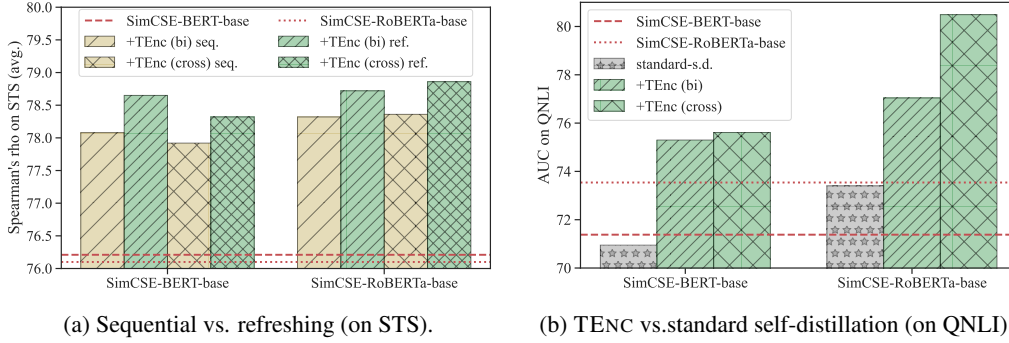 80.0
79.5
79.0
78.5
78.0
77.5
77.0
76.5
76.0
Spearman's rho on STS (avg.)
SimCSE-BERT-base
SimCSE-RoBERTa-base
+TEnc (bi) seq.
+TEnc (cross) seq.
+TEnc (bi) ref.
+TEnc (cross) ref.
SimCSE-BERT-base
SimCSE-RoBERTa-base
(a) Sequential vs. refreshing (on STS).
80
78
76
74
72
70
AUC on QNLI
SimCSE-BERT-base
SimCSE-RoBERTa-base
standard-s.d.
+TEnc (bi)
+TEnc (cross)
SimCSE-BERT-base
SimCSE-RoBERTa-base
(b) TENC vs.standard self-distillation (on QNLI)